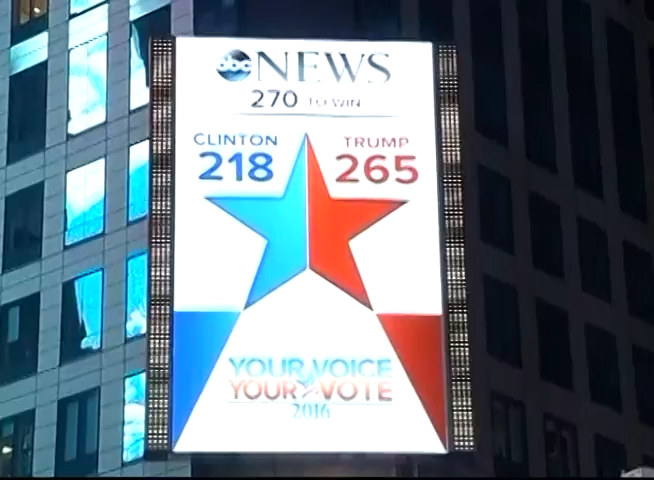 abc NEWS
270 TO WIN
CLINTON TRUMP
218 265
YOUR VOICE
YOUR VOTE
2016